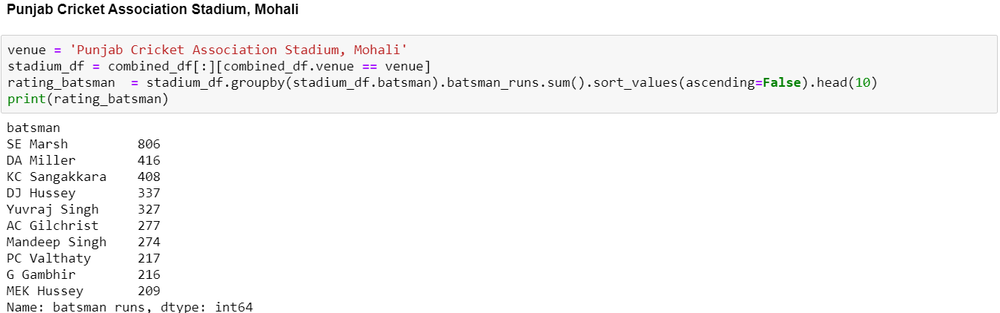 Punjab Cricket Association Stadium, Mohali
venue = 'Punjab Cricket Association Stadium, Mohali'
stadium_df = combined_df[:][combined_df.venue == venue]
rating_batsman  = stadium_df.groupby(stadium_df.batsman).batsman_runs.sum().sort_values(ascending=False).head(10)
print(rating_batsman)
batsman
SE Marsh          806
DA Miller         416
KC Sangakkara    408
DJ Hussey         337
Yuvraj Singh     327
AC Gilchrist     277
Mandeep Singh    274
PC Valthaty      217
G Gambhir        216
MEK Hussey       209
Name: batsman runs, dtype: int64